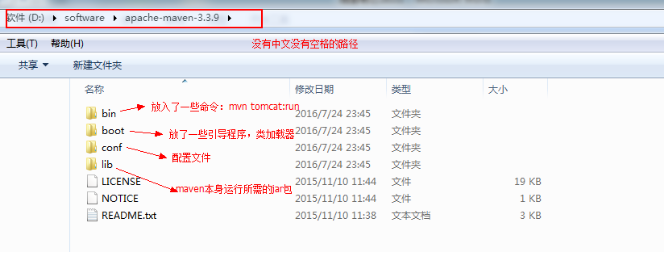 软件 (D:) ▸ software ▸ apache-maven-3.3.9 ▸
工具(T) 帮助(H) 没有中文没有空格的路径
共享 新建文件夹
名称 修改日期 类型 大小
bin 放入了一些命令：mvn tomcat:run 2016/7/24 23:45 文件夹
boot 放了一些引导程序，类加载器 2016/7/24 23:45 文件夹
conf 配置文件 2016/7/24 23:45 文件夹
lib 2016/7/24 23:45 文件夹
LICENSE maven本身运行所需的jar包 2015/11/10 11:44 文件 19 KB
NOTICE 2015/11/10 11:44 文件 1 KB
README.txt 2015/11/10 11:38 文本文档 3 KB